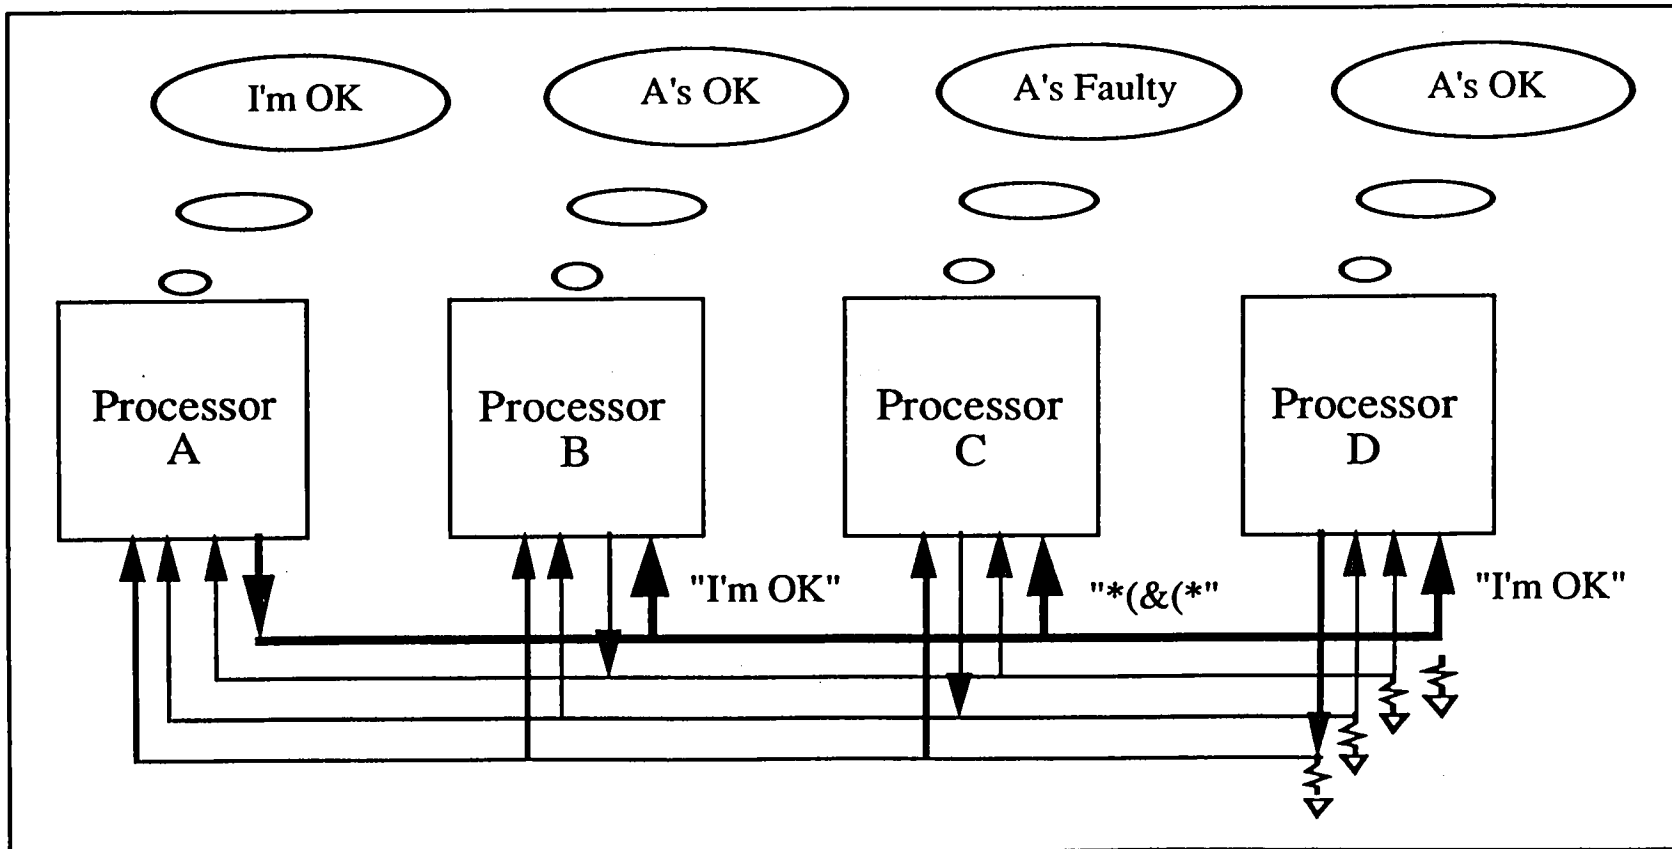 I'm OK
A's OK
A's Faulty
A's OK
Processor
A
Processor
B
Processor
C
Processor
D
"I'm OK"
"*(&(*"
"I'm OK"